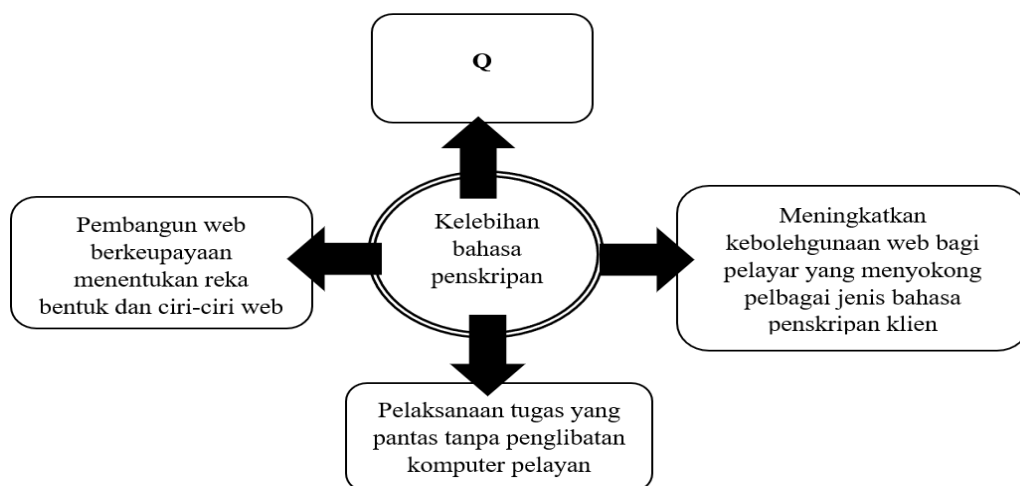 Q
Kelebihan
bahasa
penskripan
Pembangun web
berkeupayaan
menentukan reka
bentuk dan ciri-ciri web
Meningkatkan
kebolehgunaan web bagi
pelayar yang menyokong
pelbagai jenis bahasa
penskripan klien
Pelaksanaan tugas yang
pantas tanpa penglibatan
komputer pelayan